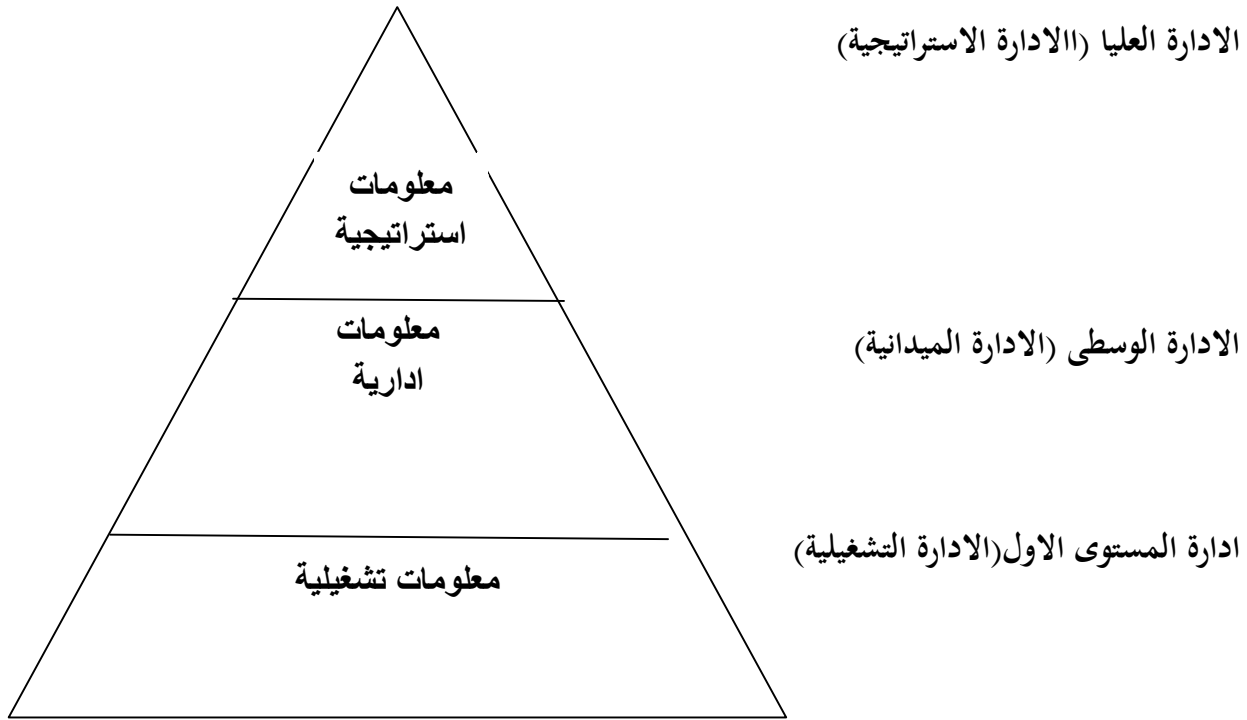 الادارة العليا (االادارة الاستراتيجية)
معلومات
استراتيجية
الادارة الوسطى (الادارة الميدانية)
معلومات
ادارية
ادارة المستوى الاول(الادارة التشغيلية)
معلومات تشغيلية